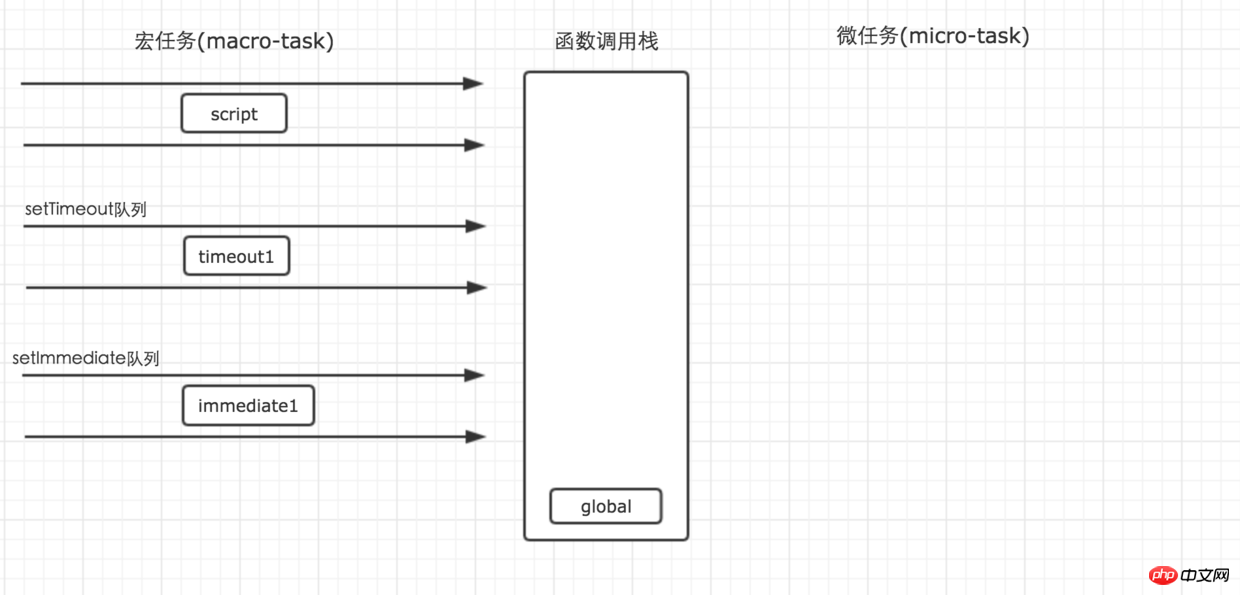 宏任务(macro-task)
函数调用栈
微任务(micro-task)
script
setTimeout队列
timeout1
setImmediate队列
immediate1
global
php 中文网